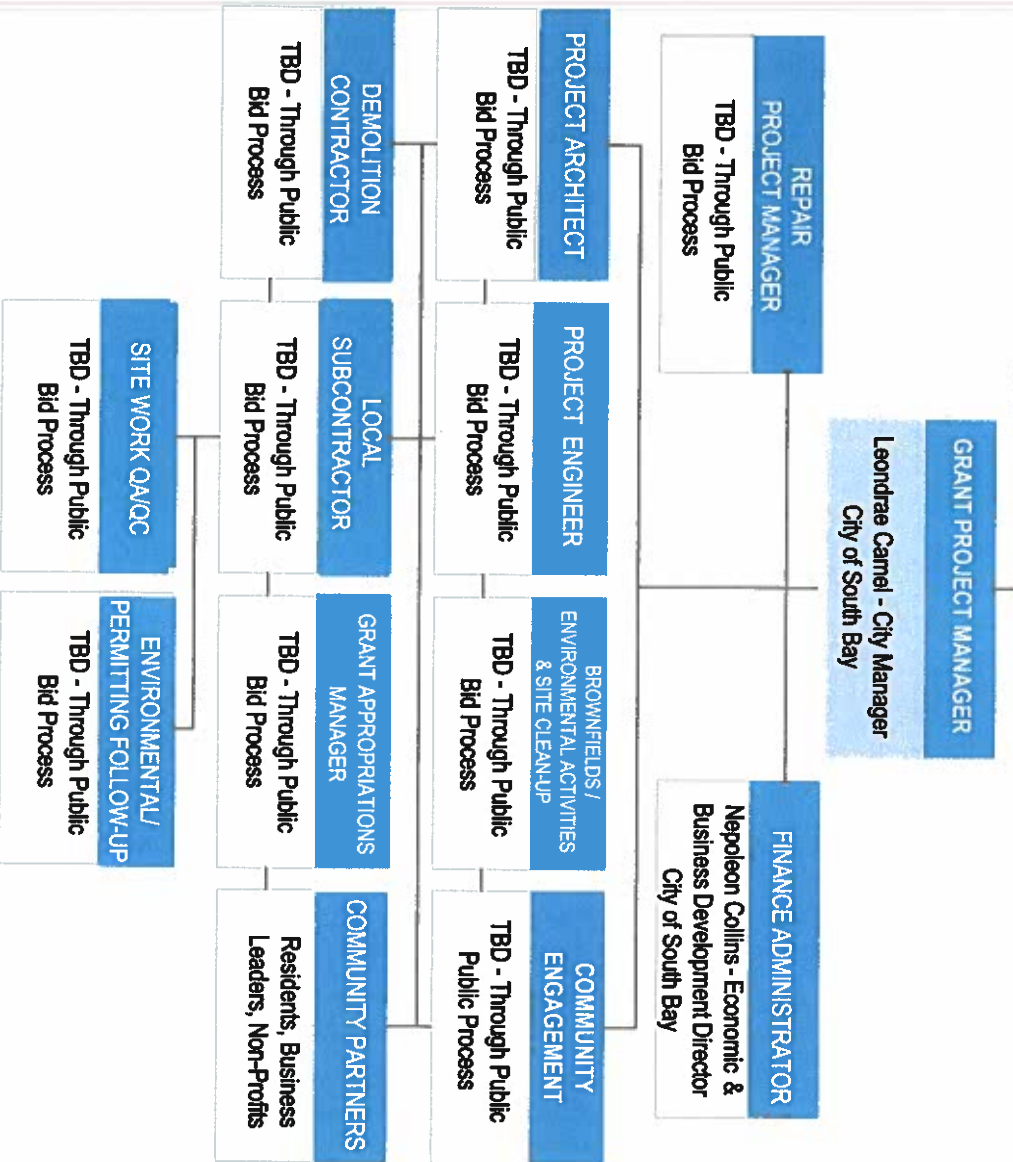 GRANT PROJECT MANAGER
Leondrae Camel - City Manager
City of South Bay
REPAIR
PROJECT MANAGER
TBD - Through Public
Bid Process
FINANCE ADMINISTRATOR
Nepoleon Collins - Economic &
Business Development Director
City of South Bay
PROJECT ARCHITECT
TBD - Through Public
Bid Process
PROJECT ENGINEER
TBD - Through Public
Bid Process
BROWNFIELDS /
ENVIRONMENTAL ACTIVITIES
& SITE CLEAN-UP
TBD - Through Public
Bid Process
COMMUNITY
ENGAGEMENT
TBD - Through Public
Public Process
DEMOLITION
CONTRACTOR
TBD - Through Public
Bid Process
LOCAL
SUBCONTRACTOR
TBD - Through Public
Bid Process
GRANT APPROPRIATIONS
MANAGER
TBD - Through Public
Bid Process
COMMUNITY PARTNERS
Residents, Business
Leaders, Non-Profits
SITE WORK QA/QC
TBD - Through Public
Bid Process
ENVIRONMENTAL/
PERMITTING FOLLOW-UP
TBD - Through Public
Bid Process